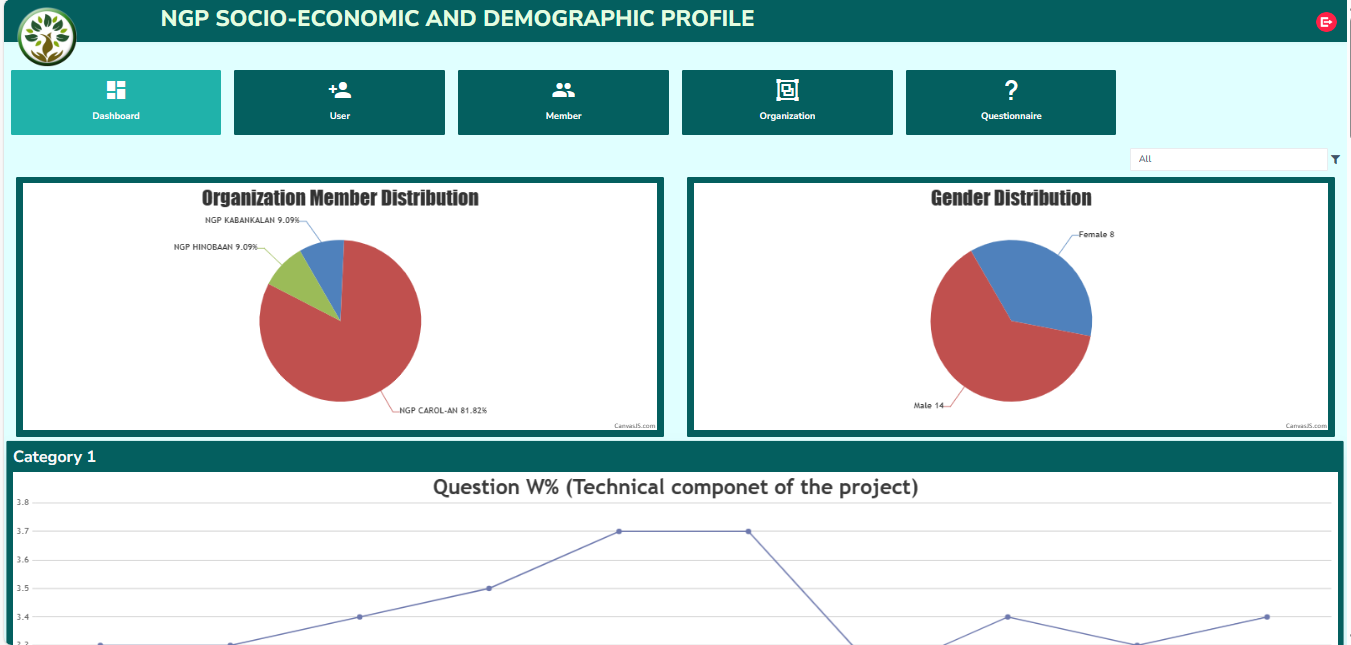 NGP SOCIO-ECONOMIC AND DEMOGRAPHIC PROFILE
Dashboard
User
Member
Organization
Questionnaire
All
Organization Member Distribution
NGP KABANKALAN 9.09%
NGP HINOBAAN 9.09%
NGP CAROL-AN 81.82%
CanvasJS.com
Gender Distribution
Female 8
Male 14
CanvasJS.com
Category 1
Question W% (Technical componet of the project)
3.8
3.7
3.6
3.5
3.4